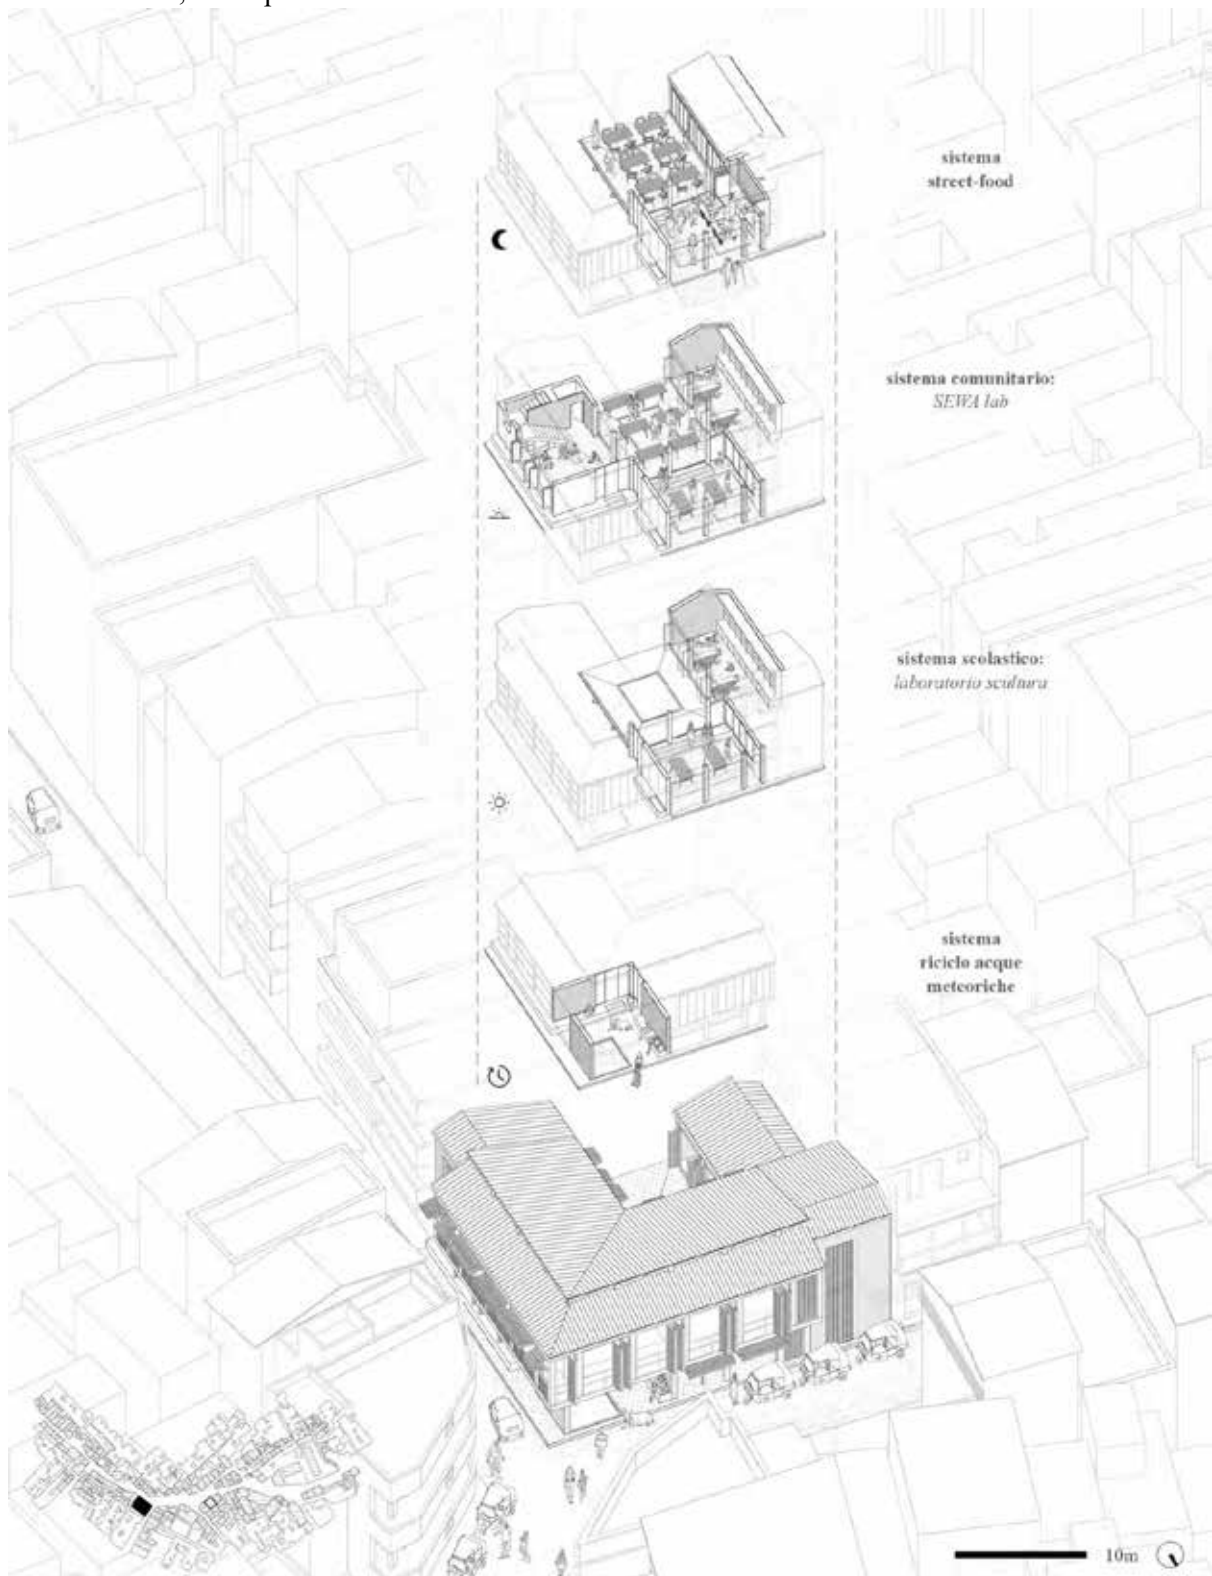 sistema
street-food
sistema comunitario:
SEWA lab
sistema scolastico:
laboratorio scultura
sistema
riciclo acque
meteoriche
10m